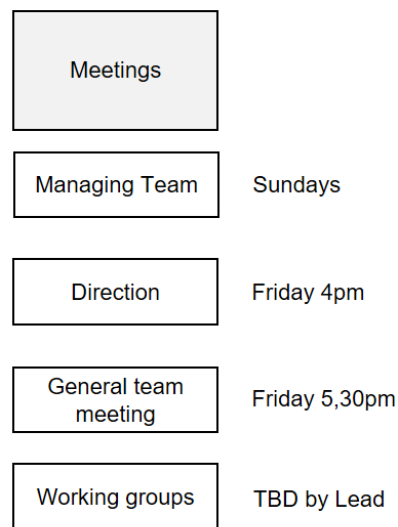 Meetings
Managing Team
Sundays
Direction
Friday 4pm
General team
meeting
Friday 5,30pm
Working groups
TBD by Lead